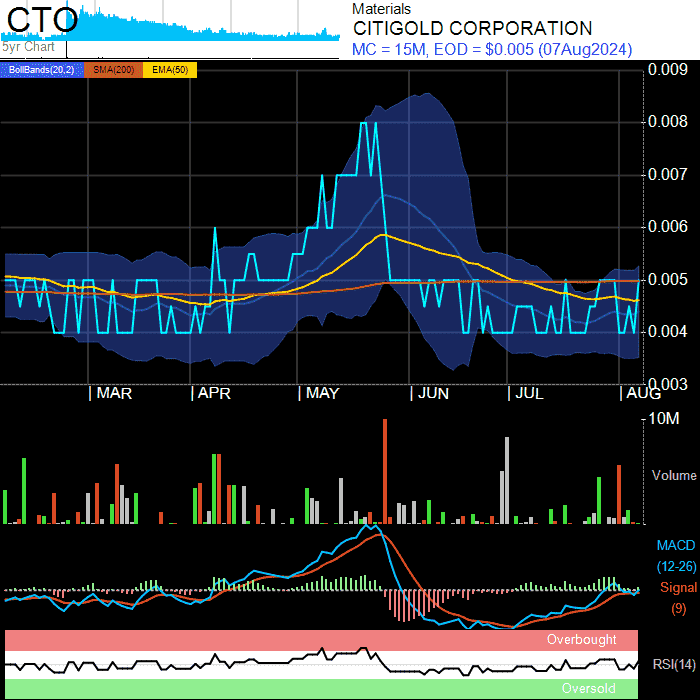 CTO
5yr Chart
Materials
CITIGOLD CORPORATION
MC = 15M, EOD = $0.005 (07Aug2024)
BollBands(20,2) SMA(200) EMA(50)
0.009
0.008
0.007
0.006
0.005
0.004
0.003
MAR APR MAY JUN JUL AUG
10M
Volume
MACD
(12-26)
Signal
(9)
Overbought
RSI(14)
Oversold